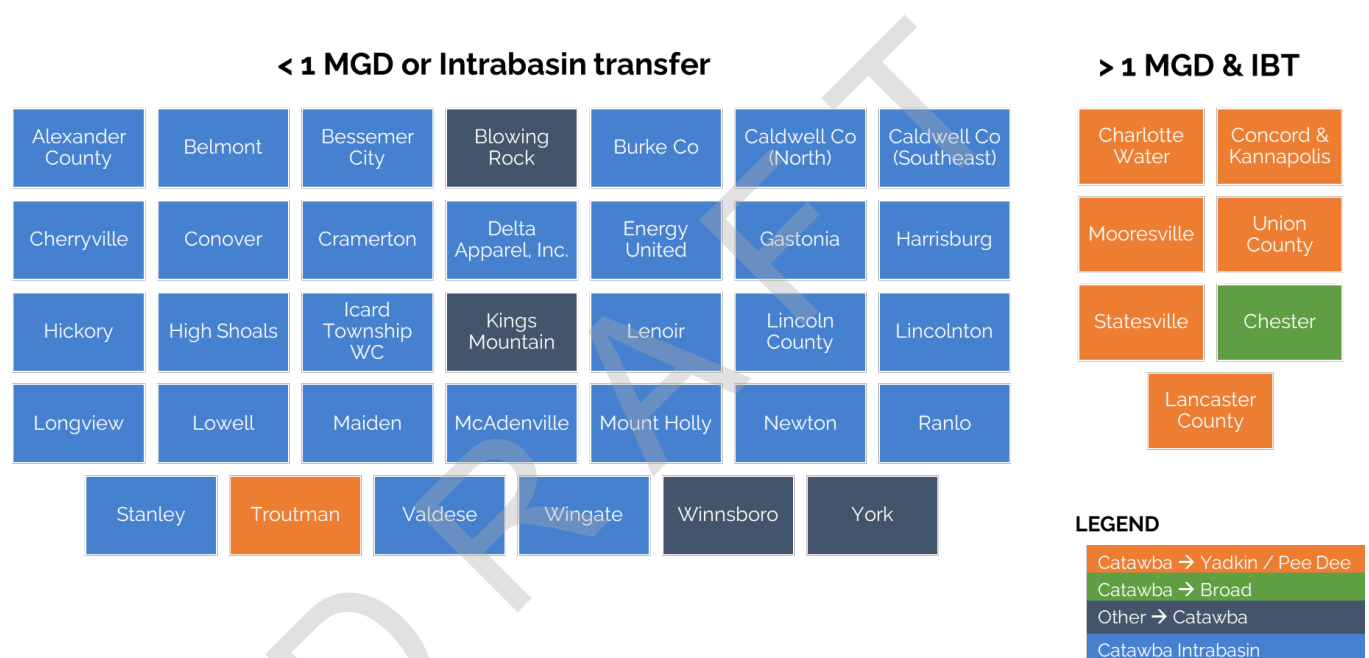 < 1 MGD or Intrabasin transfer
> 1 MGD & IBT
Alexander
County
Belmont
Bessemer
City
Blowing
Rock
Burke Co
Caldwell Co
(North)
Caldwell Co
(Southeast)
Cherryville
Conover
Cramerton
Delta
Apparel, Inc.
Energy
United
Gastonia
Harrisburg
Hickory
High Shoals
Icard
Township
WC
Kings
Mountain
Lenoir
Lincoln
County
Lincolnton
Longview
Lowell
Maiden
McAdenville
Mount Holly
Newton
Ranlo
Stanley
Troutman
Valdese
Wingate
Winnsboro
York
Charlotte
Water
Concord &
Kannapolis
Mooresville
Union
County
Statesville
Chester
Lancaster
County
LEGEND
Catawba → Yadkin / Pee Dee
Catawba → Broad
Other → Catawba
Catawba Intrabasin
DRAFT